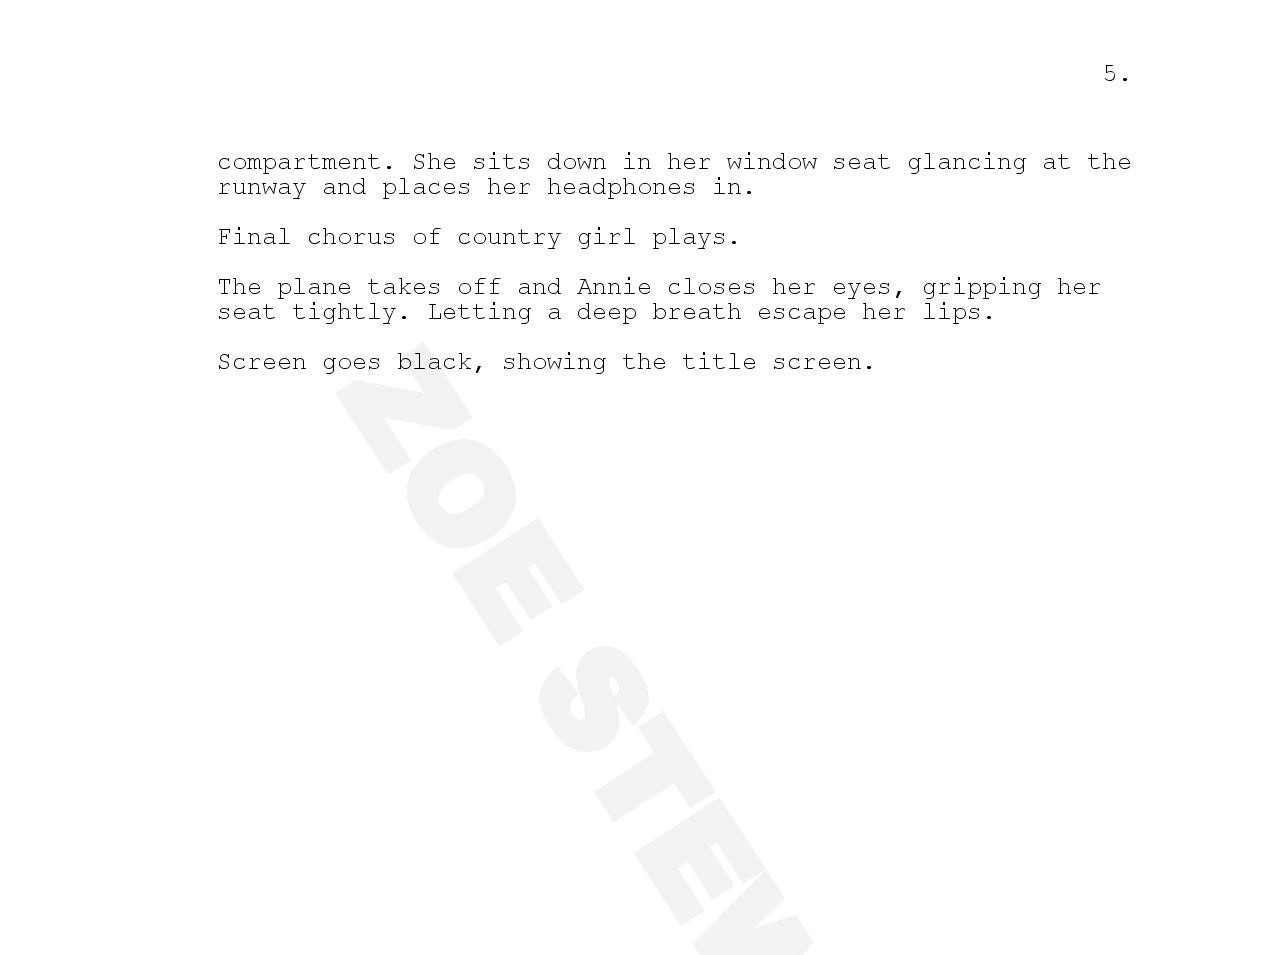 5.
compartment. She sits down in her window seat glancing at the
runway and places her headphones in.
Final chorus of country girl plays.
The plane takes off and Annie closes her eyes, gripping her
seat tightly. Letting a deep breath escape her lips.
Screen goes black, showing the title screen.
ZOE STEW